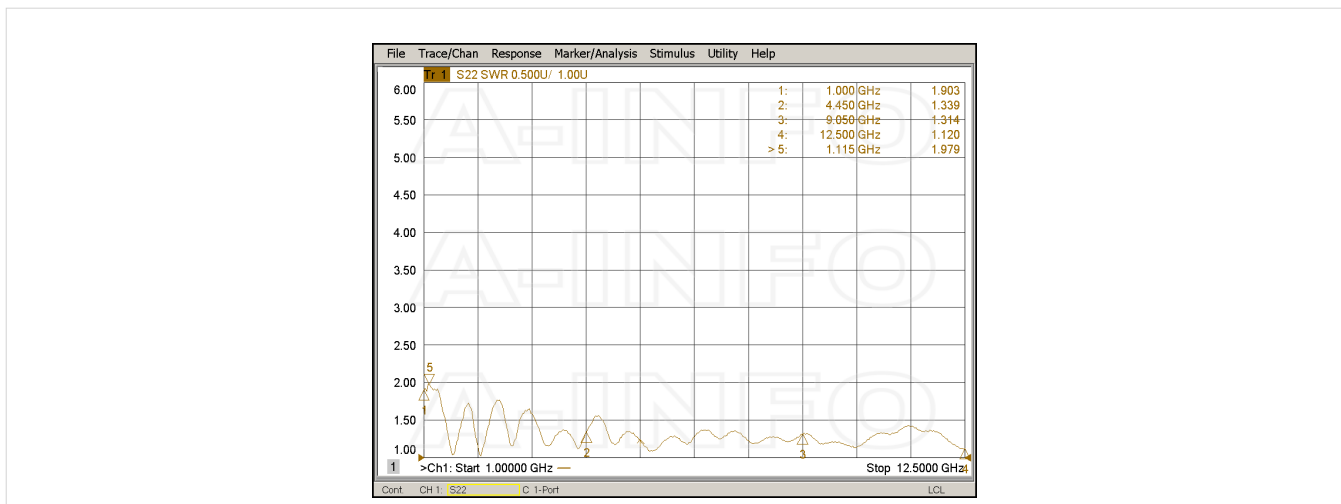 File Trace/Chan Response Marker/Analysis Stimulus Utility Help
Tr 1 S22 SWR 0.500U/ 1.00U
1: 1.000 GHz 1.903
2: 4.450 GHz 1.339
3: 9.050 GHz 1.314
4: 12.500 GHz 1.120
> 5: 1.115 GHz 1.979
6.00
5.50
5.00
4.50
4.00
3.50
3.00
2.50
2.00
1.50
1.00
A-INFO
A-INFO
A-INFO
5
1
2
3
4
1 >Ch1: Start 1.00000 GHz — Stop 12.5000 GHz
Cont. CH 1: S22 C 1-Port LCL